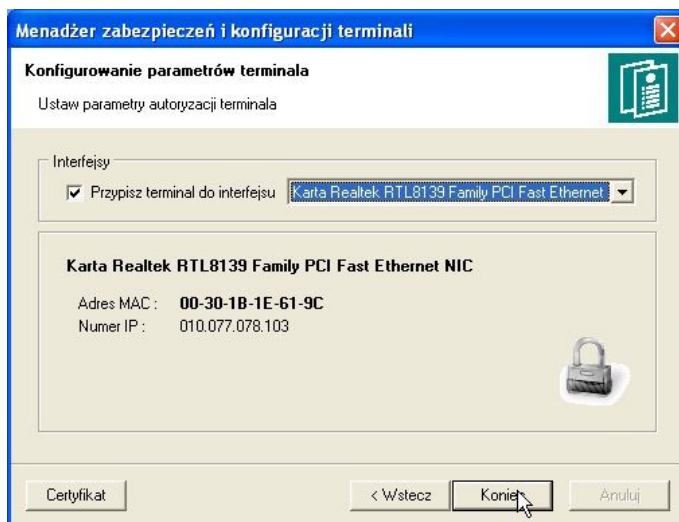 Menadżer zabezpieczeń i konfiguracji terminali
Konfigurowanie parametrów terminala
Ustaw parametry autoryzacji terminala
Interfejsy
Przypisz terminal do interfejsu Karta Realtek RTL8139 Family PCI Fast Ethernet
Karta Realtek RTL8139 Family PCI Fast Ethernet NIC
Adres MAC : 00-30-1B-1E-61-9C
Numer IP : 010.077.078.103
Certyfikat < Wstecz Koniec Anuluj